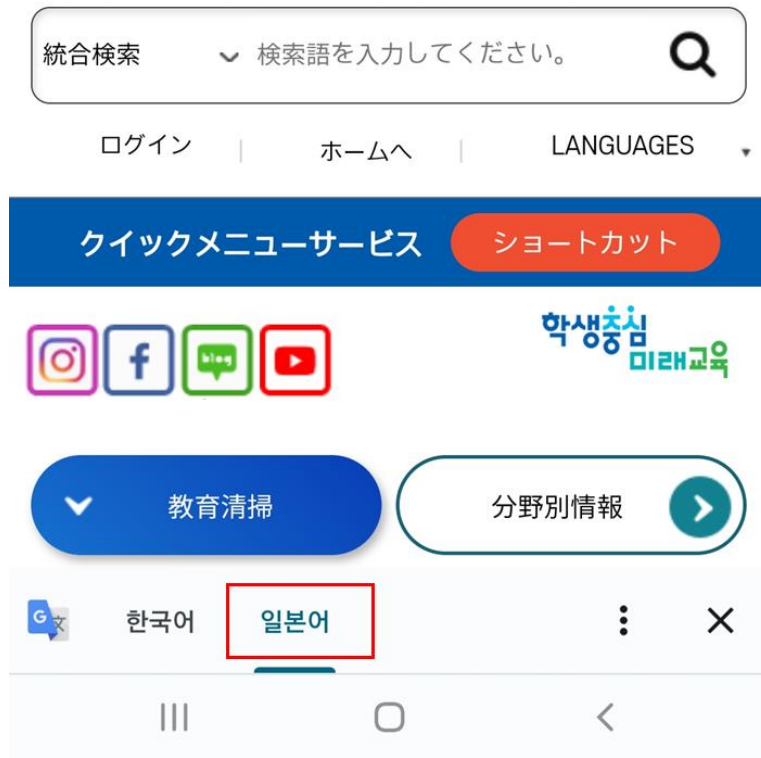 統合検索 検索語を入力してください。
ログイン ホームへ LANGUAGES
クイックメニューサービス ショートカット
blog
학생중심
미래교육
教育清掃 分野別情報
G 文 한국어 일본어